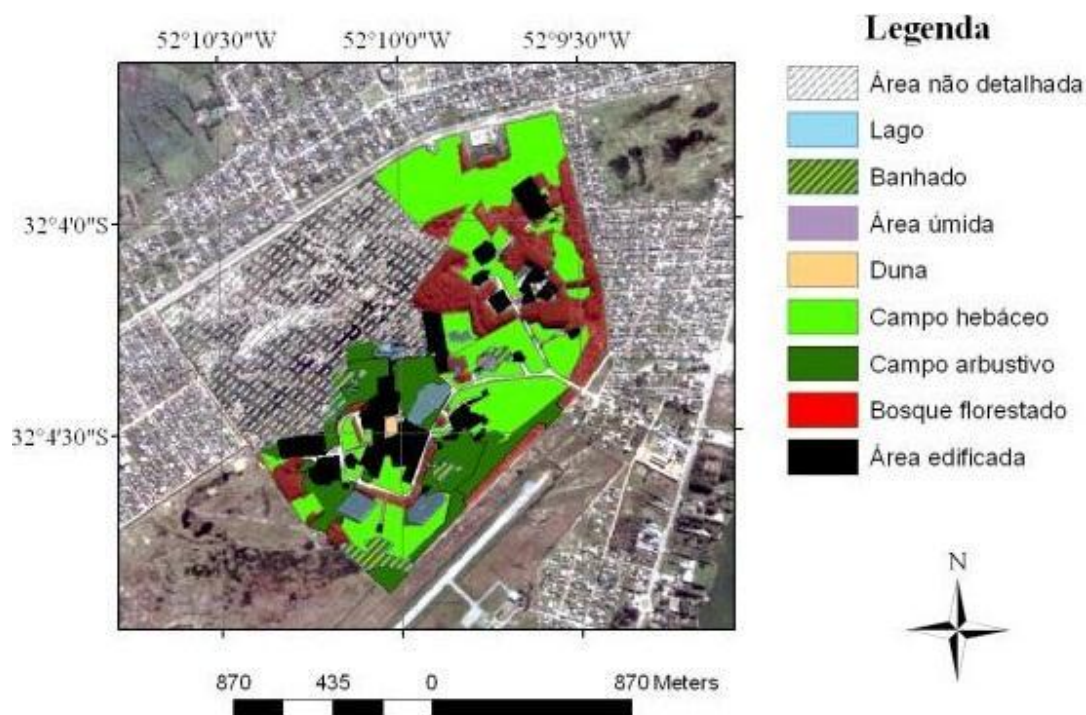 52°10'30"W 52°10'0"W 52°9'30"W
32°4'0"S
32°4'30"S
Legenda
Área não detalhada
Lago
Banhado
Área úmida
Duna
Campo hebáceo
Campo arbustivo
Bosque florestado
Área edificada
N
870 435 0 870 Meters